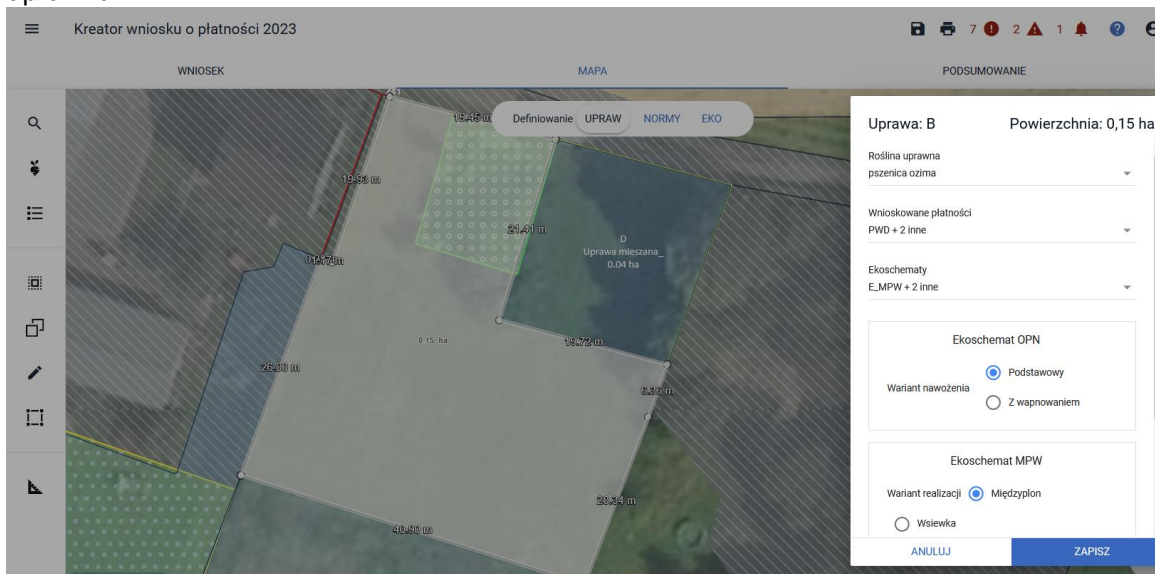 Kreator wniosku o płatności 2023
7
2
1
WNIOSEK
MAPA
PODSUMOWANIE
Definiowanie UPRAW NORMY EKO
19.45 m
19.93 m
21.41 m
D
Uprawa mieszana_
0.04 ha
0.15 ha
19.72 m
26.03 m
6.36 m
20.34 m
40.90 m
Uprawa: B
Powierzchnia: 0,15 ha
Roślina uprawna
pszenica ozima
Wnioskowane płatności
PWD + 2 inne
Ekoschematy
E_MPW + 2 inne
Ekoschemat OPN
Wariant nawożenia
Podstawowy
Z wapnowaniem
Ekoschemat MPW
Wariant realizacji
Międzyplon
Wsiewka
ANULUJ
ZAPISZ